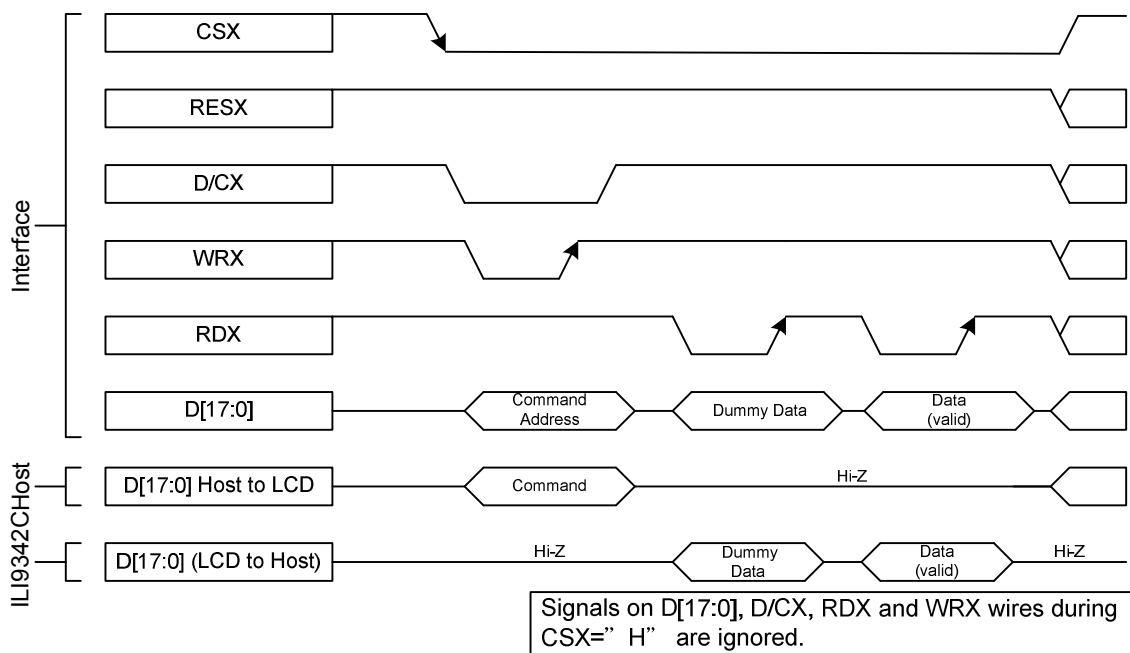 CSX
RESX
D/CX
WRX
RDX
D[17:0]
Command
Address
Dummy Data
Data
(valid)
D[17:0] Host to LCD
Command
Hi-Z
D[17:0] (LCD to Host)
Hi-Z
Dummy
Data
Data
(valid)
Hi-Z
Interface
ILI9342CHost
Signals on D[17:0], D/CX, RDX and WRX wires during
CSX=” H” are ignored.